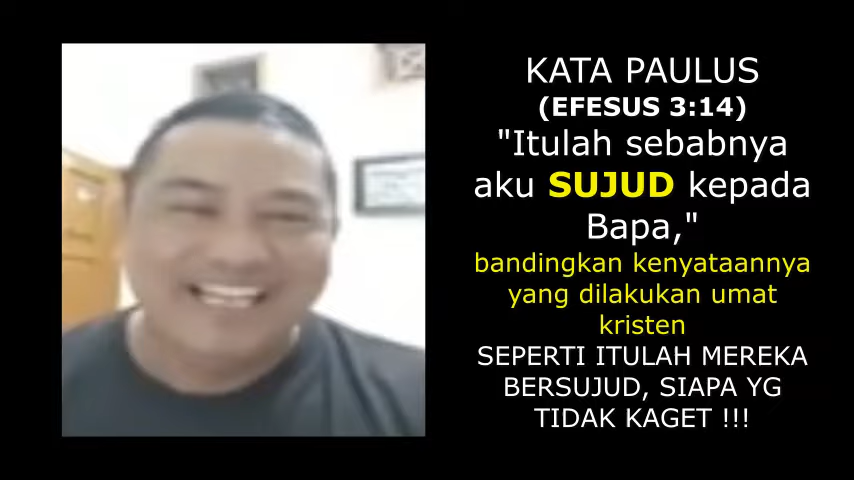 KATA PAULUS
(EFESUS 3:14)
"Itulah sebabnya
aku SUJUD kepada
Bapa,"
bandingkan kenyataannya
yang dilakukan umat
kristen
SEPERTI ITULAH MEREKA
BERSUJUD, SIAPA YG
TIDAK KAGET !!!